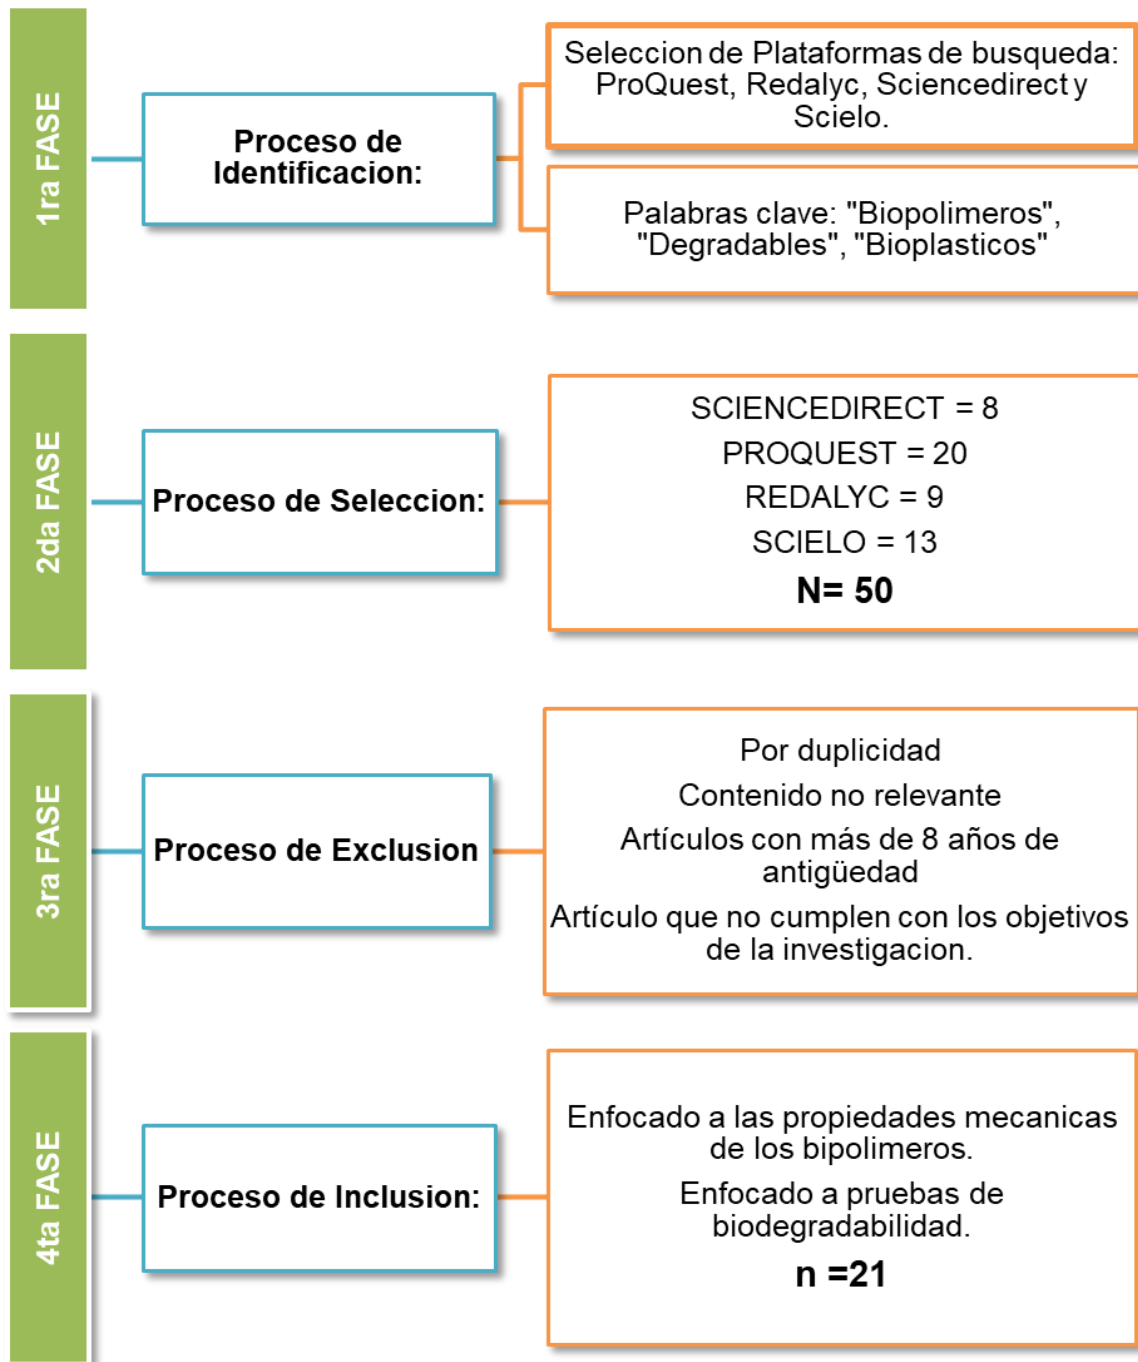 1ra FASE
Proceso de
Identificacion:
Seleccion de Plataformas de busqueda:
ProQuest, Redalyc, Sciencedirect y
Scielo.
Palabras clave: "Biopolimeros",
"Degradables", "Bioplasticos"
2da FASE
Proceso de Seleccion:
SCIENCEDIRECT = 8
PROQUEST = 20
REDALYC = 9
SCIELO = 13
N= 50
3ra FASE
Proceso de Exclusion
Por duplicidad
Contenido no relevante
Artículos con más de 8 años de
antigüedad
Artículo que no cumplen con los objetivos
de la investigacion.
4ta FASE
Proceso de Inclusion:
Enfocado a las propiedades mecanicas
de los bipolimeros.
Enfocado a pruebas de
biodegradabilidad.
n =21